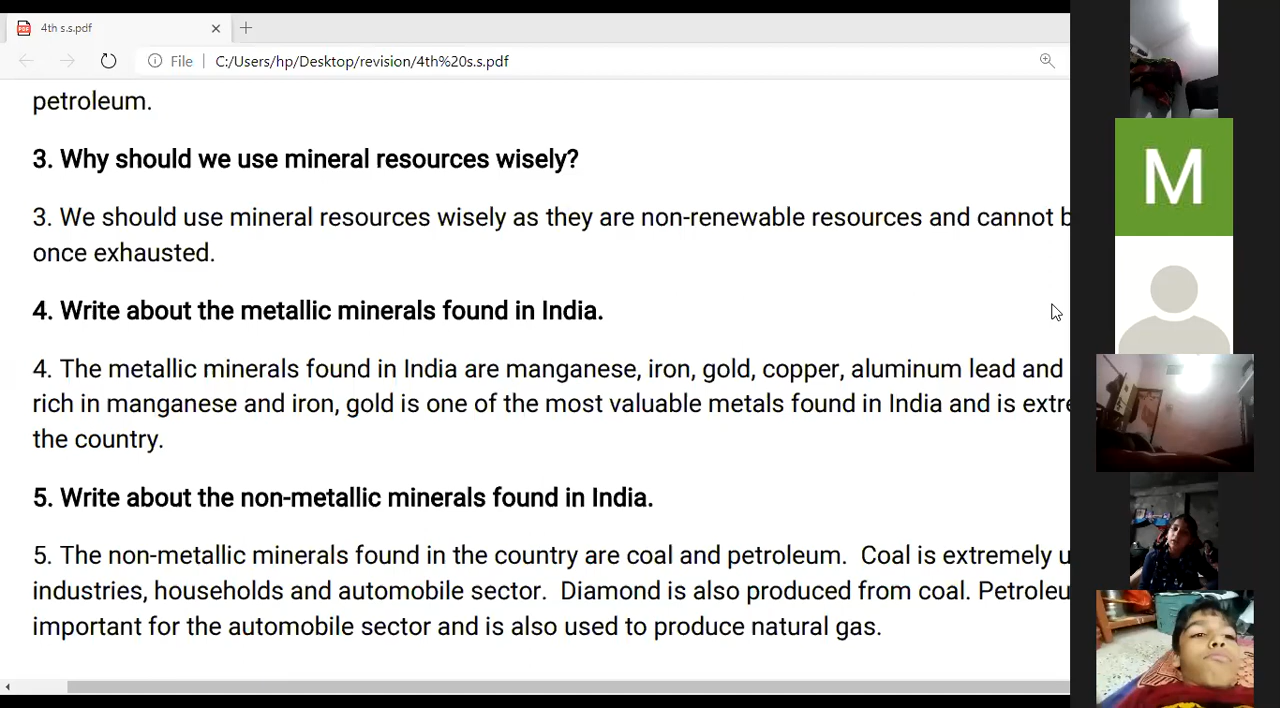 4th s.s.pdf
File
C:/Users/hp/Desktop/revision/4th%20s.s.pdf
petroleum.
3. Why should we use mineral resources wisely?
3. We should use mineral resources wisely as they are non-renewable resources and cannot
once exhausted.
4. Write about the metallic minerals found in India.
4. The metallic minerals found in India are manganese, iron, gold, copper, aluminum lead and
rich in manganese and iron, gold is one of the most valuable metals found in India and is
the country.
5. Write about the non-metallic minerals found in India.
5. The non-metallic minerals found in the country are coal and petroleum. Coal is extremely
industries, households and automobile sector. Diamond is also produced from coal.
important for the automobile sector and is also used to produce natural gas.
M